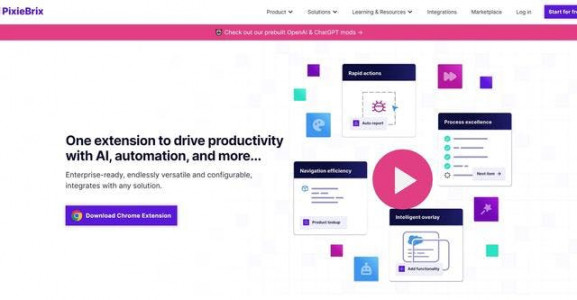 PixieBrix
Product
Solutions
Learning & Resources
Integrations
Marketplace
Log in
Start for fr
Check out our prebuilt OpenAI & ChatGPT mods →
One extension to drive productivity
with AI, automation, and more...
Enterprise-ready, endlessly versatile and configurable,
integrates with any solution.
Download Chrome Extension
Rapid actions
Auto report
Process excellence
Next item →
Navigation efficiency
Product lookup
Intelligent overlay
Add functionality